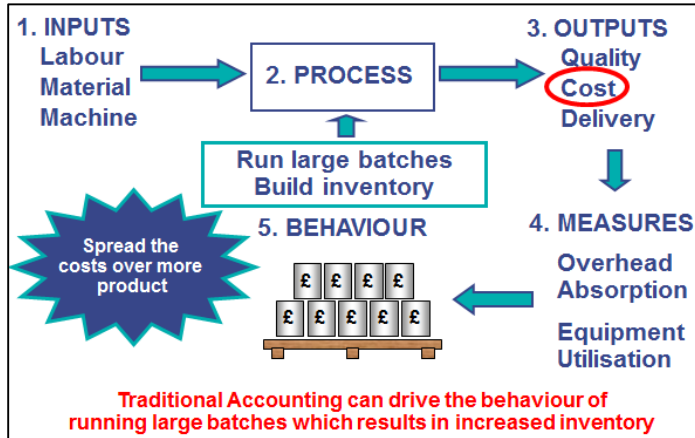 1. INPUTS
Labour
Material
Machine
2. PROCESS
3. OUTPUTS
Quality
Cost
Delivery
Run large batches
Build inventory
4. MEASURES
Overhead
Absorption
Equipment
Utilisation
5. BEHAVIOUR
£ £ £ £
£ £ £ £ £
Spread the
costs over more
product
Traditional Accounting can drive the behaviour of
running large batches which results in increased inventory